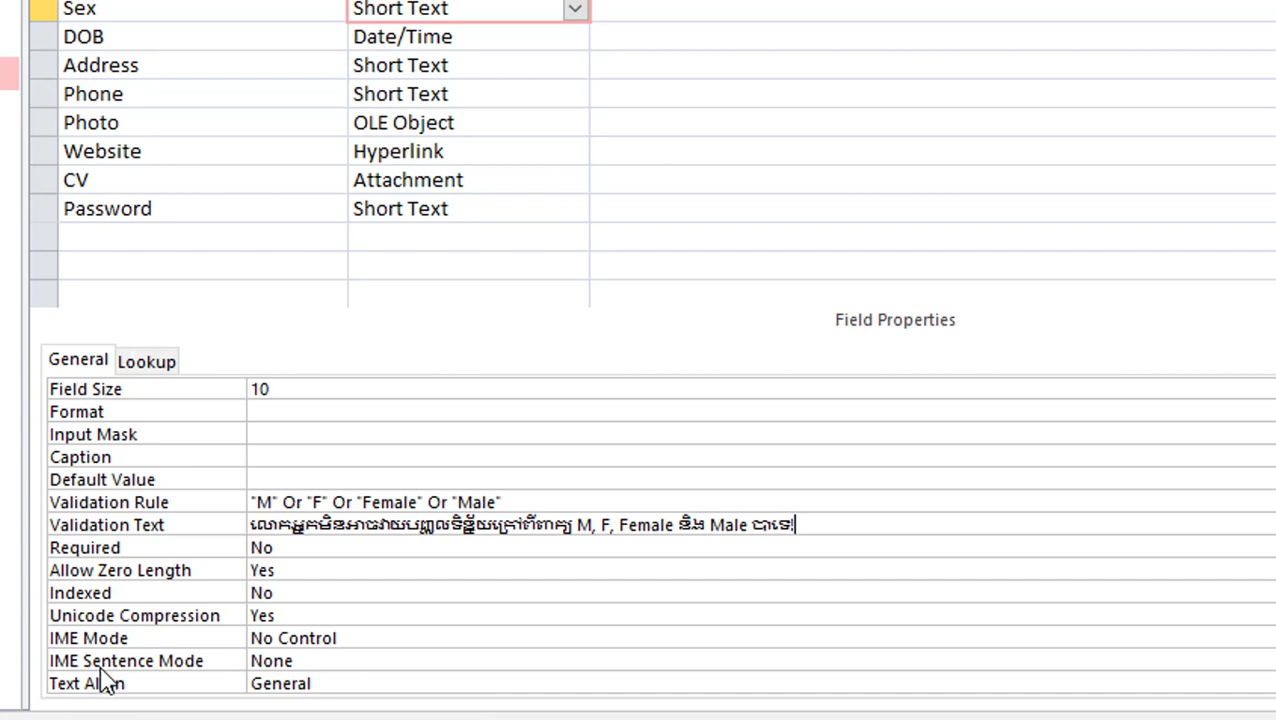 Sex Short Text
DOB Date/Time
Address Short Text
Phone Short Text
Photo OLE Object
Website Hyperlink
CV Attachment
Password Short Text
Field Properties
General Lookup
Field Size 10
Format
Input Mask
Caption
Default Value
Validation Rule "M" Or "F" Or "Female" Or "Male"
Validation Text លោកអ្នកមិនអាចវាយបញ្ចូលទិន្ន័យក្រៅពីពាក្យ M, F, Female និង Male បាទេ!
Required No
Allow Zero Length Yes
Indexed No
Unicode Compression Yes
IME Mode No Control
IME Sentence Mode None
Text Align General